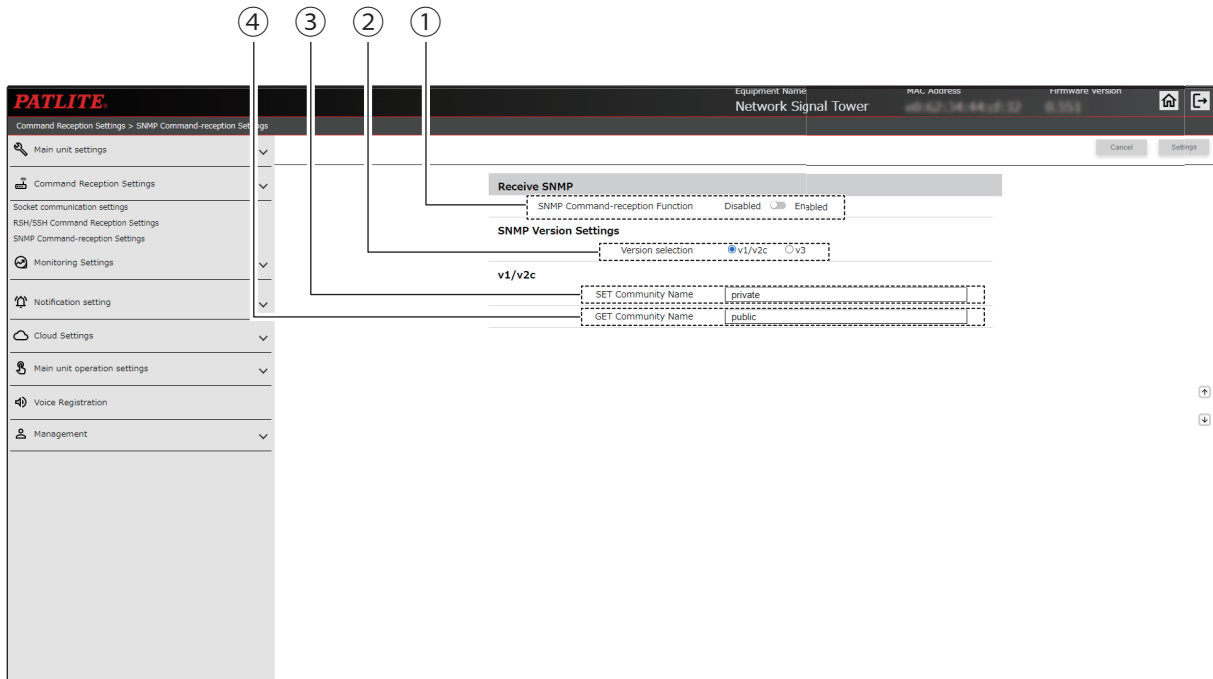 ④ ③ ② ①
PATLITE
Equipment Name
Network Signal Tower
MAC Address
Firmware Version
0.551
Command Reception Settings > SNMP Command-reception Settings
Main unit settings
Command Reception Settings
Socket communication settings
RSH/SSH Command Reception Settings
SNMP Command-reception Settings
Monitoring Settings
Notification setting
Cloud Settings
Main unit operation settings
Voice Registration
Management
Cancel Settings
Receive SNMP
SNMP Command-reception Function Disabled Enabled
SNMP Version Settings
Version selection v1/v2c v3
v1/v2c
SET Community Name private
GET Community Name public